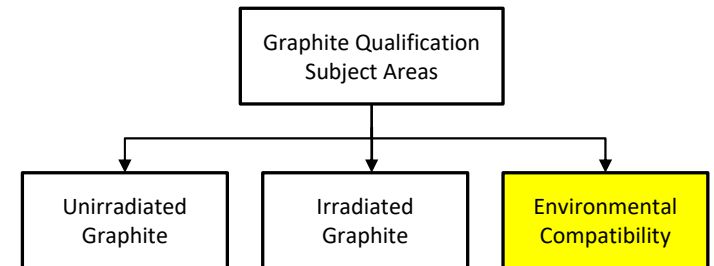 Graphite Qualification
Subject Areas
Unirradiated
Graphite
Irradiated
Graphite
Environmental
Compatibility